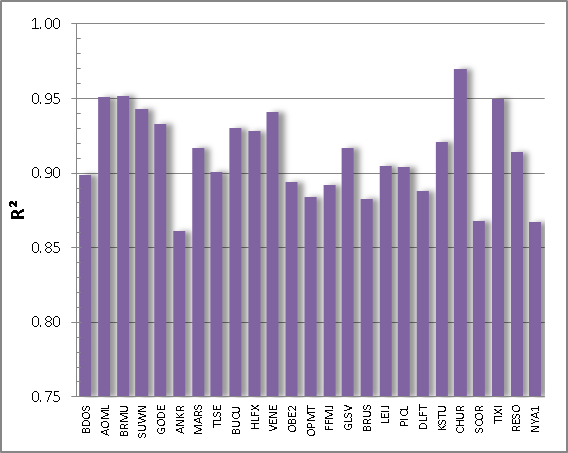 1.00
0.95
0.90
0.85
0.80
0.75
R²
BDOS
AOML
BRMU
SUWN
GODE
ANKR
MARS
TLSE
BUCU
HLFX
VENE
OBE2
OPMT
FFMJ
GLSV
BRUS
LEIJ
PICL
DLFT
KSTU
CHUR
SCOR
TIXI
RESO
NYA1